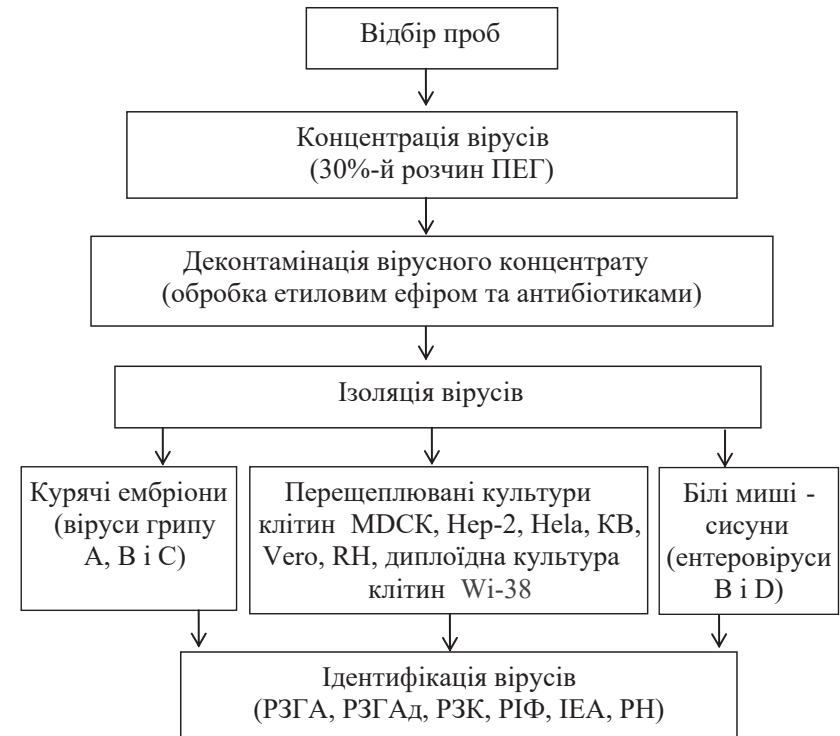 Відбір проб
Концентрація вірусів
(30%-й розчин ПЕГ)
Деконтамінація вірусного концентрату
(обробка етиловим ефіром та антибіотиками)
Ізоляція вірусів
Курячі ембріони
(віруси грипу
А, В і С)
Перещеплювані культури
клітин MDCК, Hep-2, Hela, КВ,
Vero, RH, диплоїдна культура
клітин Wi-38
Білі миші -
сисуни
(ентеровіруси
В і D)
Ідентифікація вірусів
(РЗГА, РЗГАд, РЗК, РІФ, ІЕА, РН)